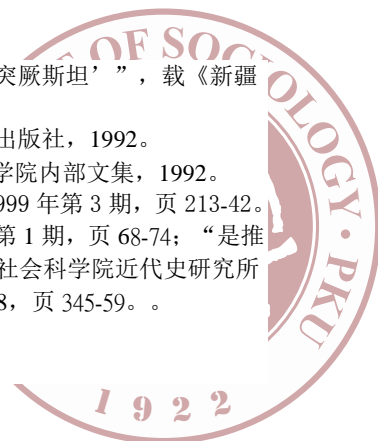 突厥斯坦’”，载《新疆
出版社，1992。
学院内部文集，1992。
999 年第 3 期，页 213-42。
第 1 期，页 68-74；“是推
社会科学院近代史研究所
8，页 345-59。。
OF SOCIOLOGY·PKU
1922